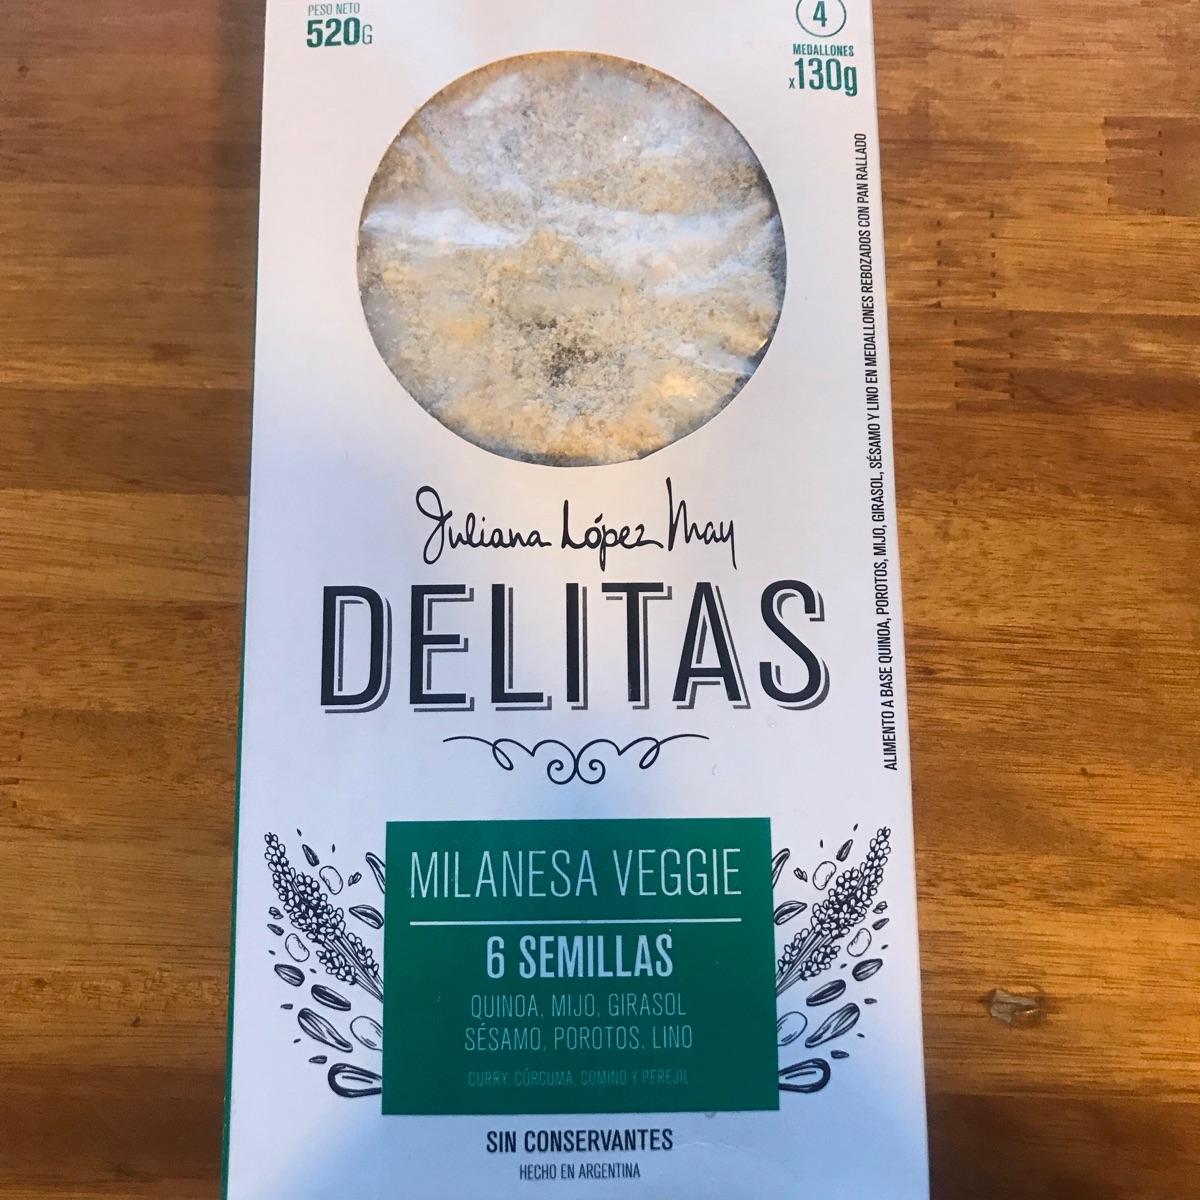 PESO NETO
520G
4
MEDALLONES
x130g
ALIMENTO A BASE QUINOA, POROTOS, MIJO, GIRASOL, SÉSAMO Y LINO EN MEDALLONES REBOZADOS CON PAN RALLADO
Juliana López May
DELITAS
MILANESA VEGGIE
6 SEMILLAS
QUINOA, MIJO, GIRASOL
SÉSAMO, POROTOS, LINO
CURRY, CÚRCUMA, COMINO Y PEREJIL
SIN CONSERVANTES
HECHO EN ARGENTINA